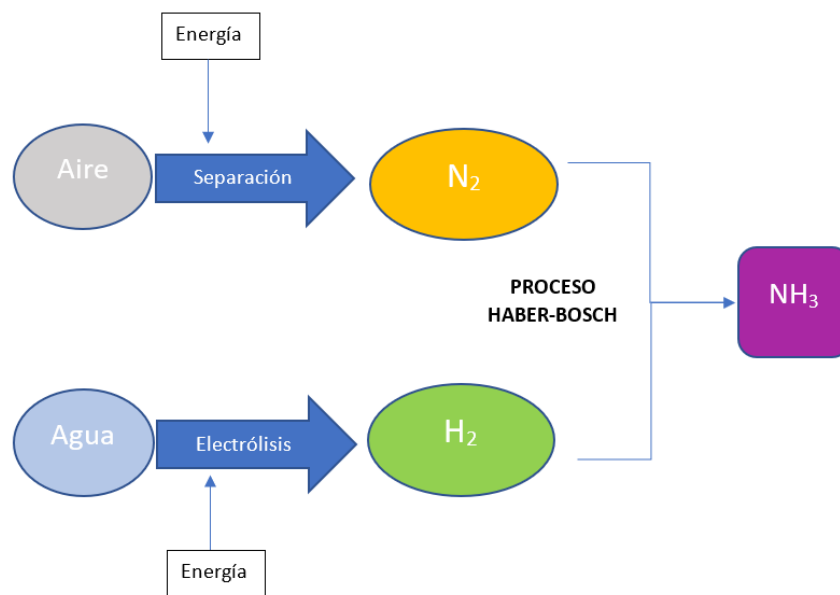 Energía
Aire
Separación
N₂
PROCESO
HABER-BOSCH
NH₃
Agua
Electrólisis
H₂
Energía